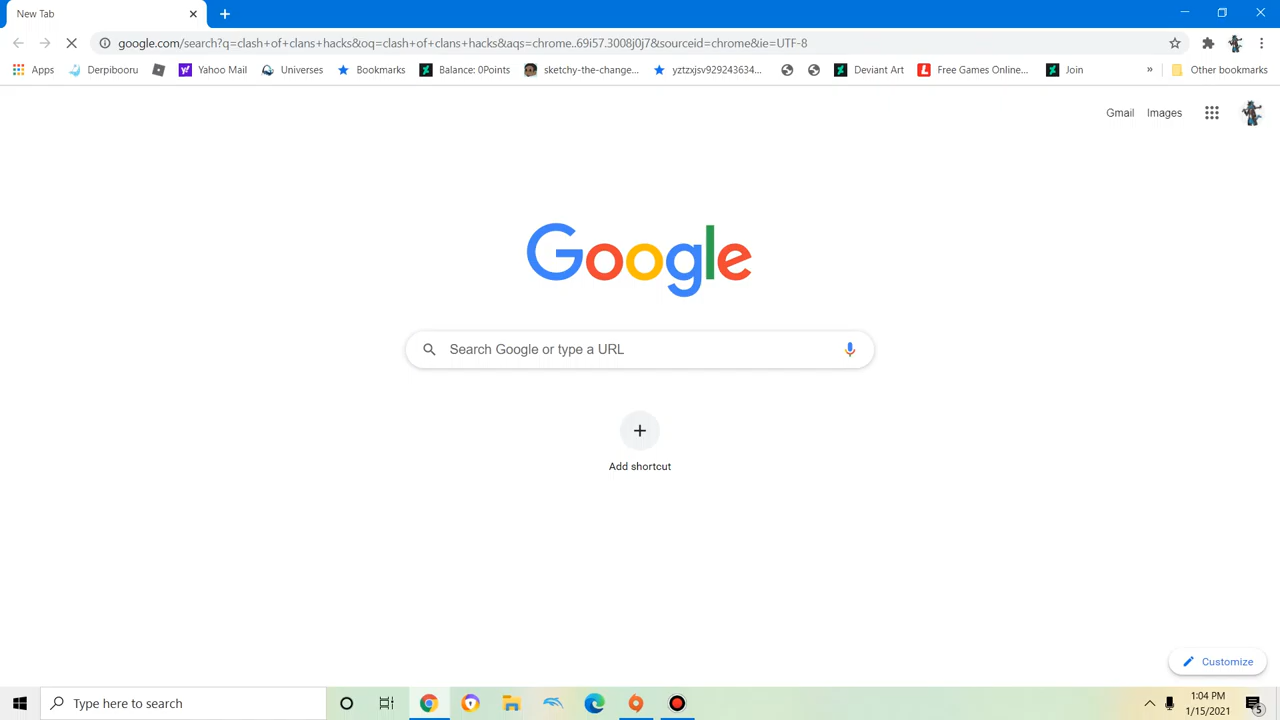 New Tab
google.com/search?q=clash+of+clans+hacks&oq=clash+of+clans+hacks&aqs=chrome..69i57.3008j0j7&sourceid=chrome&ie=UTF-8
Apps Derpibooru Yahoo Mail Universes Bookmarks Balance: 0Points sketchy-the-change... yztzxjsv929243634... Deviant Art Free Games Online... Join » Other bookmarks
Gmail Images
Google
Search Google or type a URL
Add shortcut
Customize
Type here to search
1:04 PM
1/15/2021
5